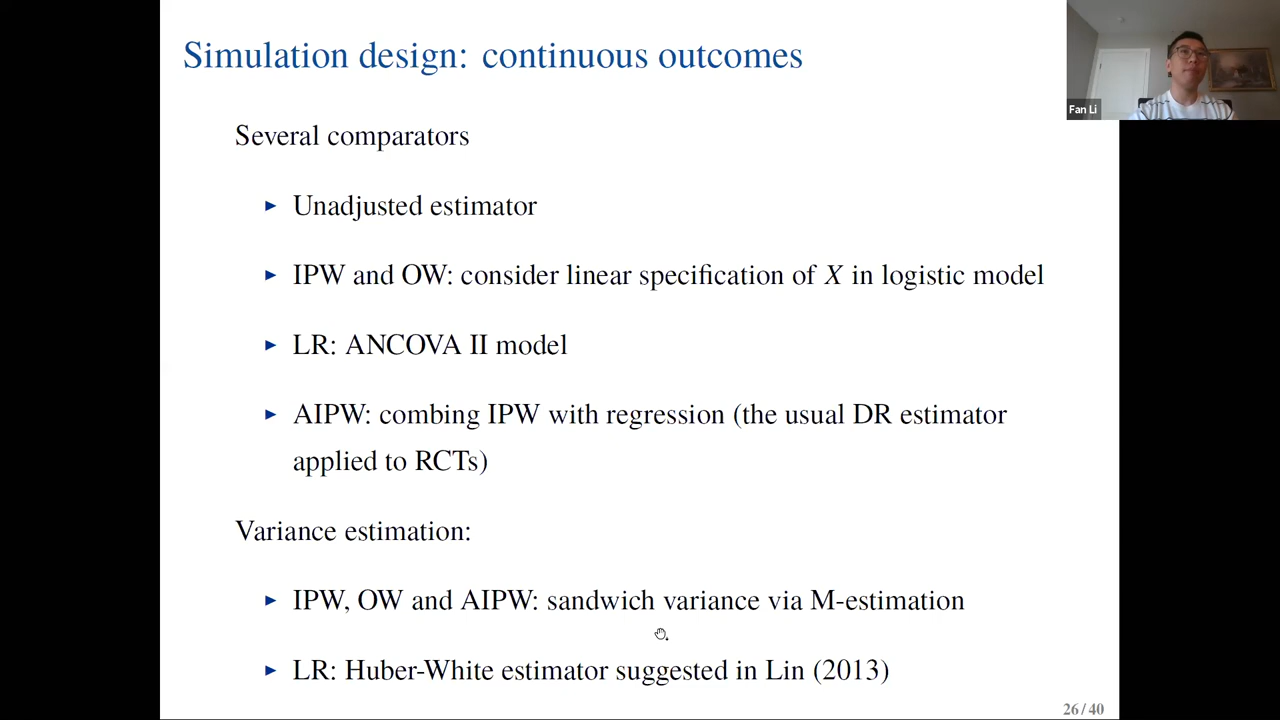 Simulation design: continuous outcomes
Fan Li
Several comparators
▶ Unadjusted estimator
▶ IPW and OW: consider linear specification of X in logistic model
▶ LR: ANCOVA II model
▶ AIPW: combing IPW with regression (the usual DR estimator
applied to RCTs)
Variance estimation:
▶ IPW, OW and AIPW: sandwich variance via M-estimation
▶ LR: Huber-White estimator suggested in Lin (2013)
26 / 40